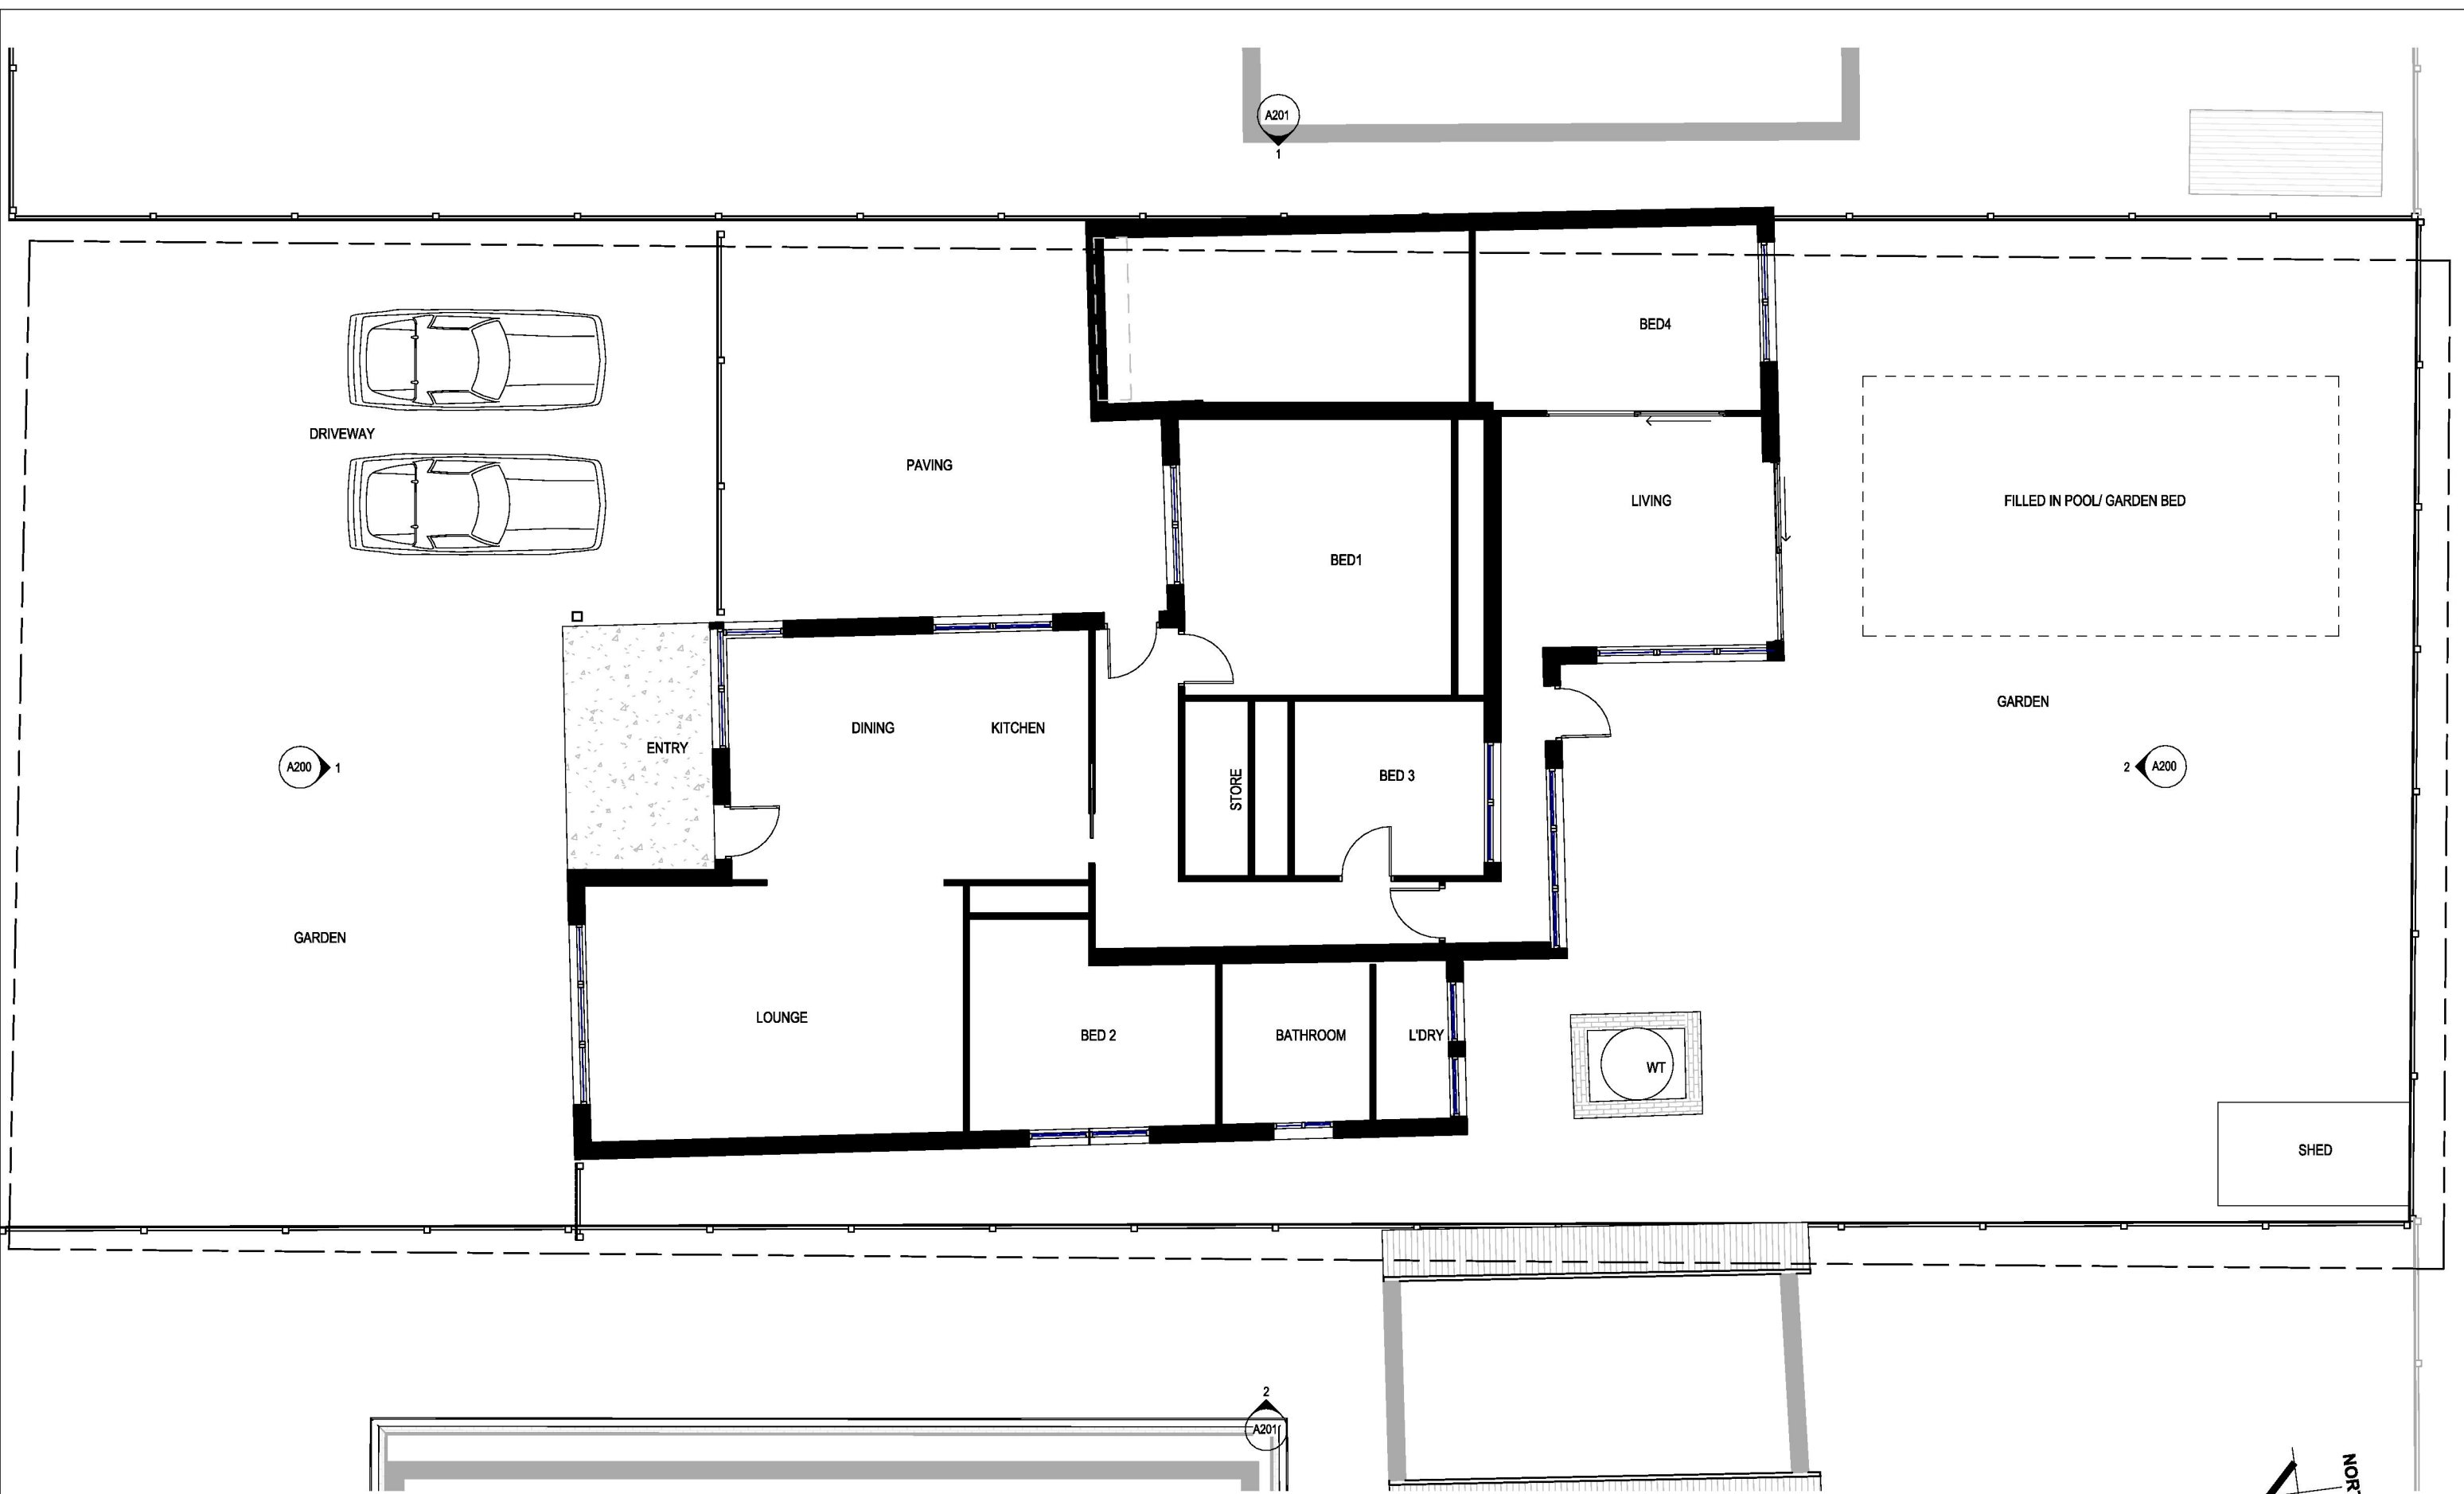 A201
1
BED4
DRIVEWAY
PAVING
LIVING
FILLED IN POOL/ GARDEN BED
BED1
GARDEN
ENTRY
DINING
KITCHEN
STORE
BED 3
A200
1
2
A200
GARDEN
LOUNGE
BED 2
BATHROOM
L'DRY
WT
SHED
2
A201